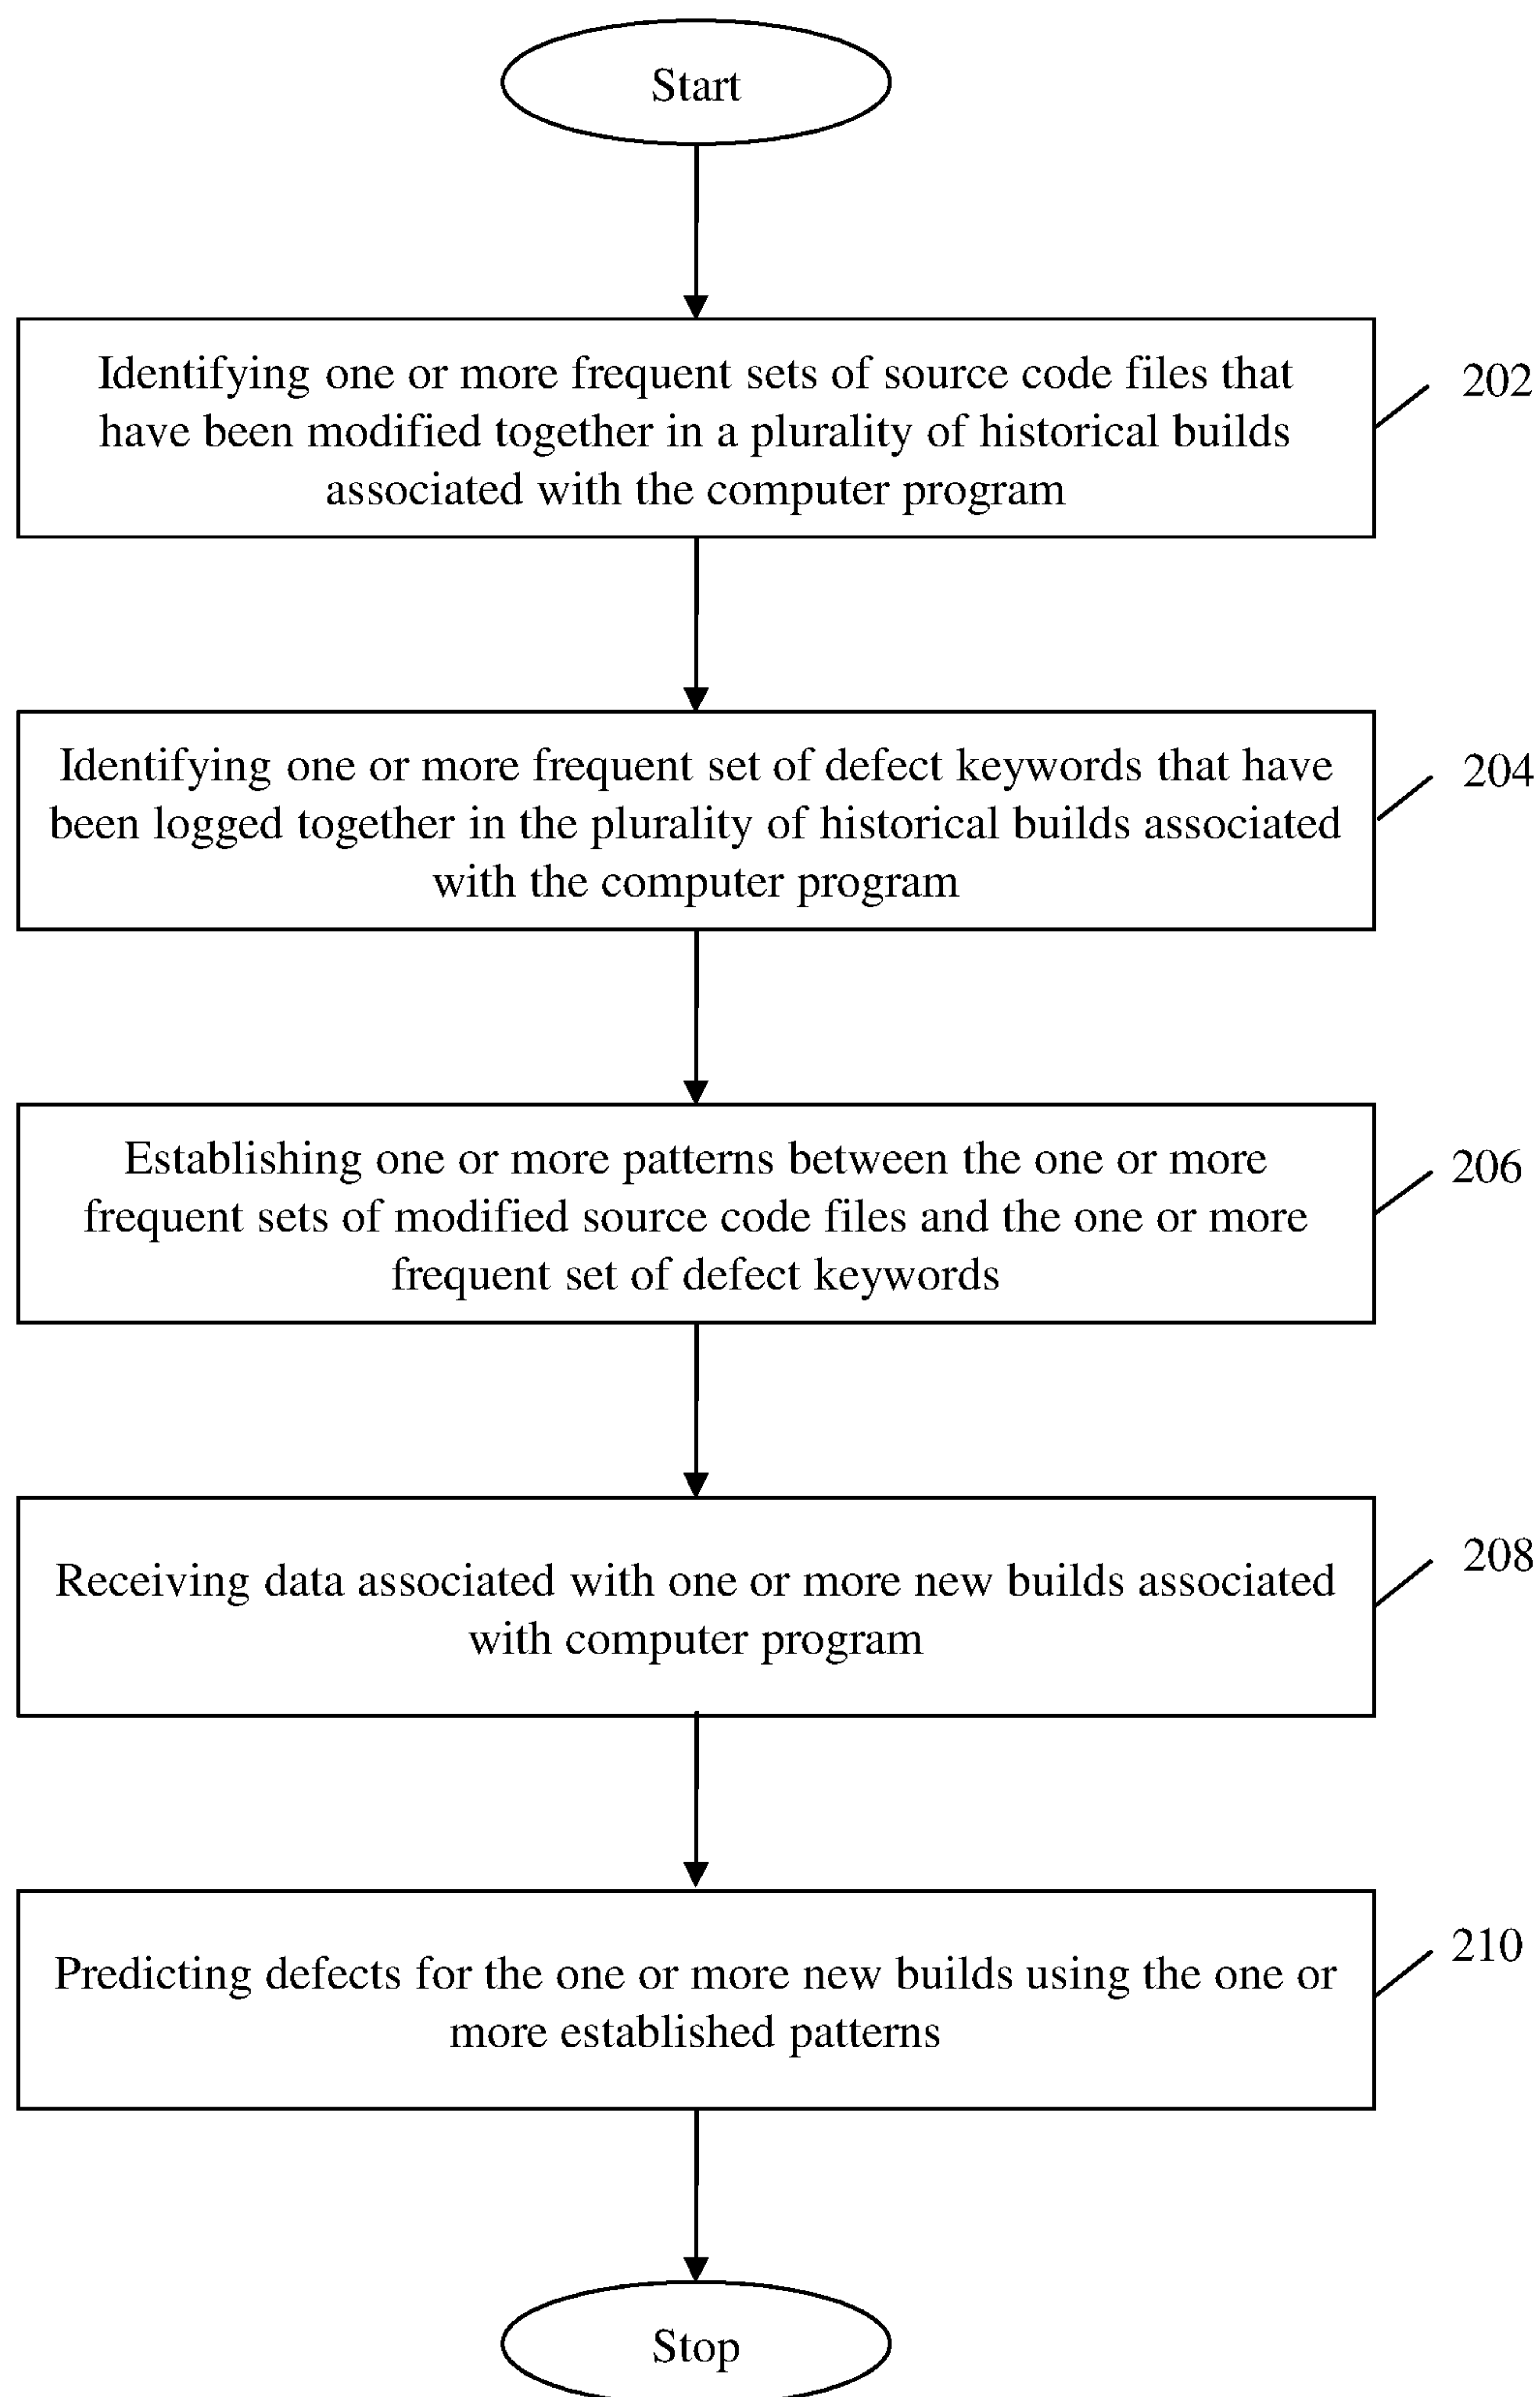 Start
Identifying one or more frequent sets of source code files that
have been modified together in a plurality of historical builds
associated with the computer program
202
Identifying one or more frequent set of defect keywords that have
been logged together in the plurality of historical builds associated
with the computer program
204
Establishing one or more patterns between the one or more
frequent sets of modified source code files and the one or more
frequent set of defect keywords
206
Receiving data associated with one or more new builds associated
with computer program
208
Predicting defects for the one or more new builds using the one or
more established patterns
210
Stop